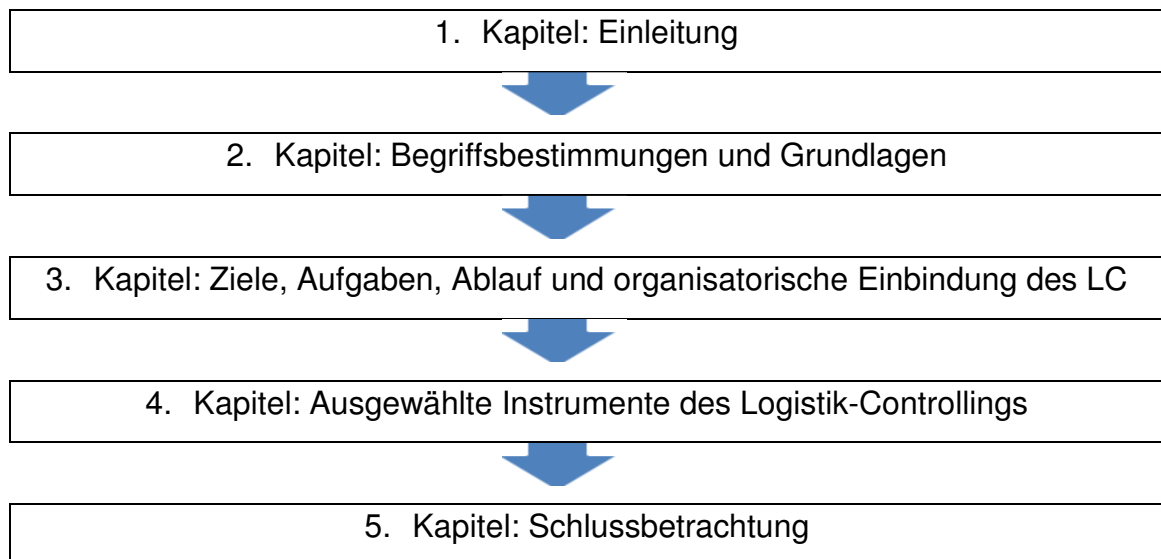 1. Kapitel: Einleitung
2. Kapitel: Begriffsbestimmungen und Grundlagen
3. Kapitel: Ziele, Aufgaben, Ablauf und organisatorische Einbindung des LC
4. Kapitel: Ausgewählte Instrumente des Logistik-Controllings
5. Kapitel: Schlussbetrachtung